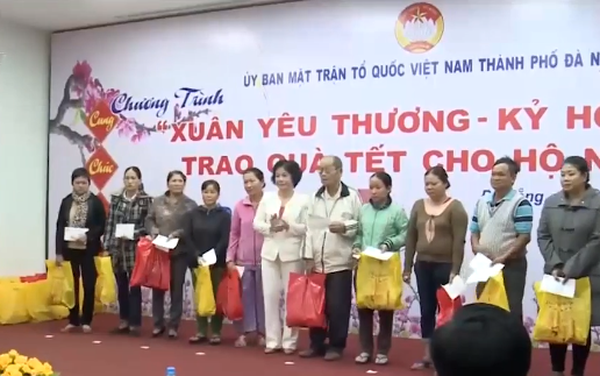 ỦY BAN MẶT TRẬN TỔ QUỐC VIỆT NAM THÀNH PHỐ ĐÀ N
Chương Trình
Cung
Chúc
"XUÂN YÊU THƯƠNG - KỶ H
TRAO QUÀ TẾT CHO HỘ N